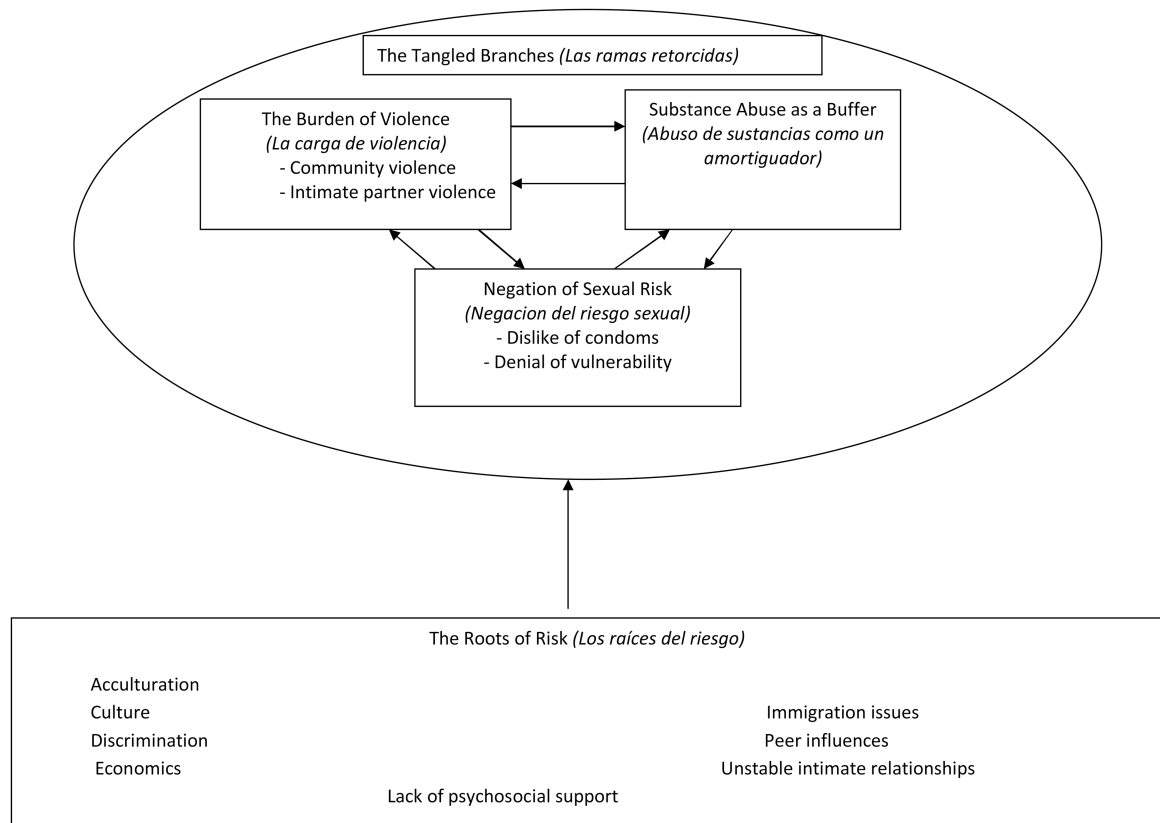 The Tangled Branches (Las ramas retorcidas)
The Burden of Violence
(La carga de violencia)
- Community violence
- Intimate partner violence
Substance Abuse as a Buffer
(Abuso de sustancias como un
amortiguador)
Negation of Sexual Risk
(Negacion del riesgo sexual)
- Dislike of condoms
- Denial of vulnerability
The Roots of Risk (Los raíces del riesgo)
Acculturation
Culture
Discrimination
Economics
Immigration issues
Peer influences
Unstable intimate relationships
Lack of psychosocial support